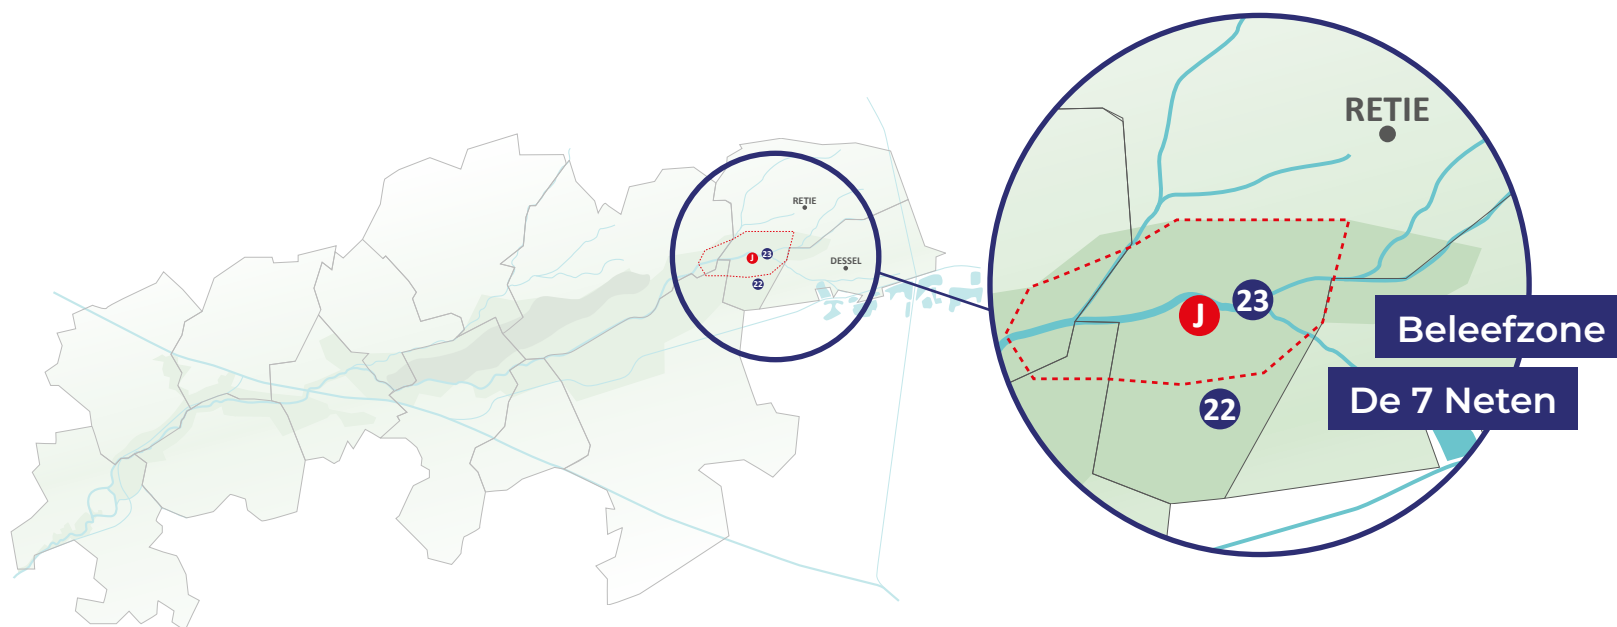 RETIE
J
23
DESSEL
22
RETIE
23
J
22
Beleefzone
De 7 Neten